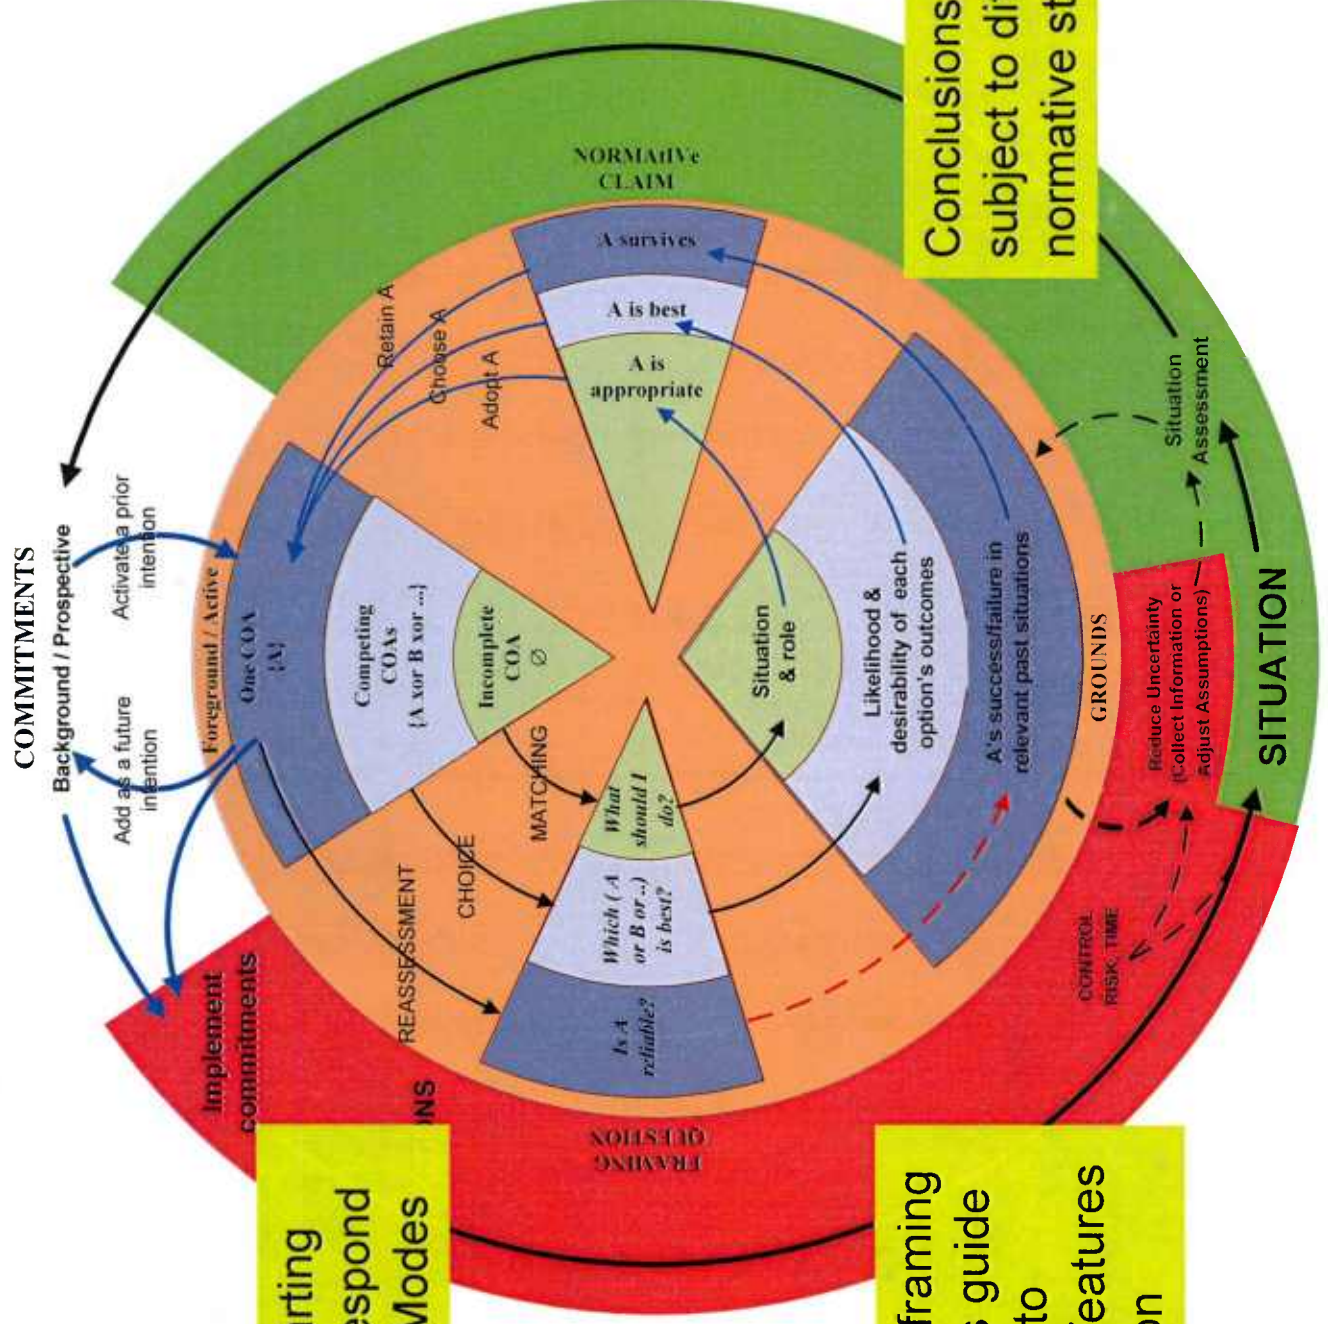 COMMITMENTS
Background / Prospective
Add as a future
intention
Activate a prior
intention
Foreground / Active
One COA
{A}
Competing
COAs
{A xor B xor ...}
Incomplete
COA
∅
Retain A
Choose A
Adopt A
NORMAtIVe
CLAIM
A survives
A is best
A is
appropriate
Conclusions
subject to di
normative st
Implement
commitments
REASSESSMENT
CHOICE
MATCHING
What
should I
do?
Which ( A
or B or ..)
is best?
Is A
reliable?
FRAMING
QUESTION
ONS
rting
espond
Modes
framing
s guide
to
eatures
on
Situation
& role
Likelihood &
desirability of each
option's outcomes
A's success/failure in
relevant past situations
GROUNDS
CONTROL
RISK TIME
Reduce Uncertainty
(Collect Information or
Adjust Assumptions)
Situation
Assessment
SITUATION